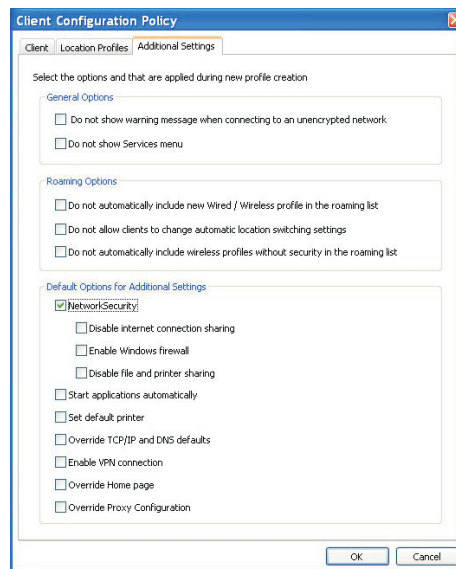 Client Configuration Policy
Client Location Profiles Additional Settings
Select the options and that are applied during new profile creation
General Options
Do not show warning message when connecting to an unencrypted network
Do not show Services menu
Roaming Options
Do not automatically include new Wired / Wireless profile in the roaming list
Do not allow clients to change automatic location switching settings
Do not automatically include wireless profiles without security in the roaming list
Default Options for Additional Settings
NetworkSecurity
Disable internet connection sharing
Enable Windows firewall
Disable file and printer sharing
Start applications automatically
Set default printer
Override TCP/IP and DNS defaults
Enable VPN connection
Override Home page
Override Proxy Configuration
OK Cancel